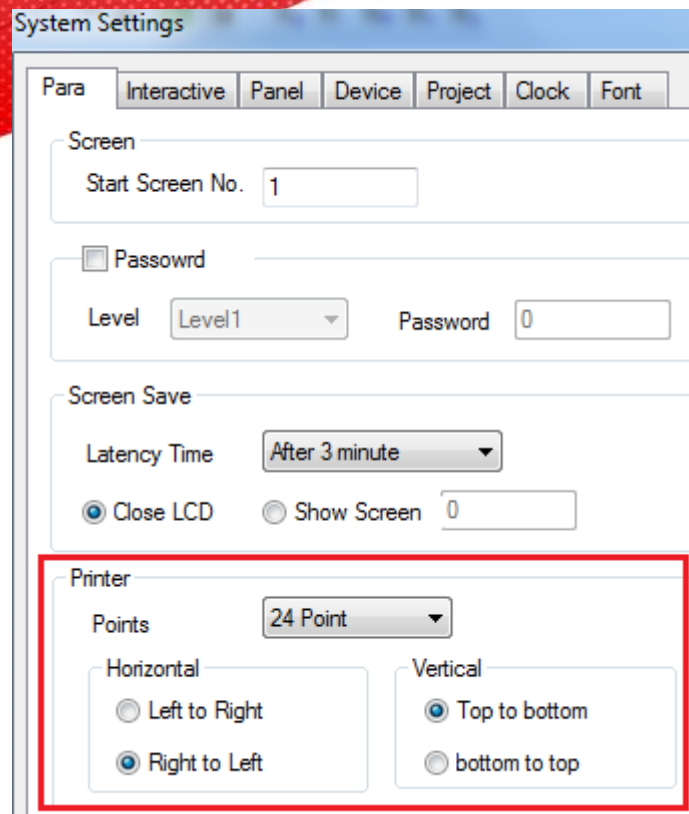 System Settings
Para Interactive Panel Device Project Clock Font
Screen
Start Screen No. 1
Passowrd
Level Level1 Password 0
Screen Save
Latency Time After 3 minute
Close LCD Show Screen 0
Printer
Points 24 Point
Horizontal Vertical
Left to Right Top to bottom
Right to Left bottom to top